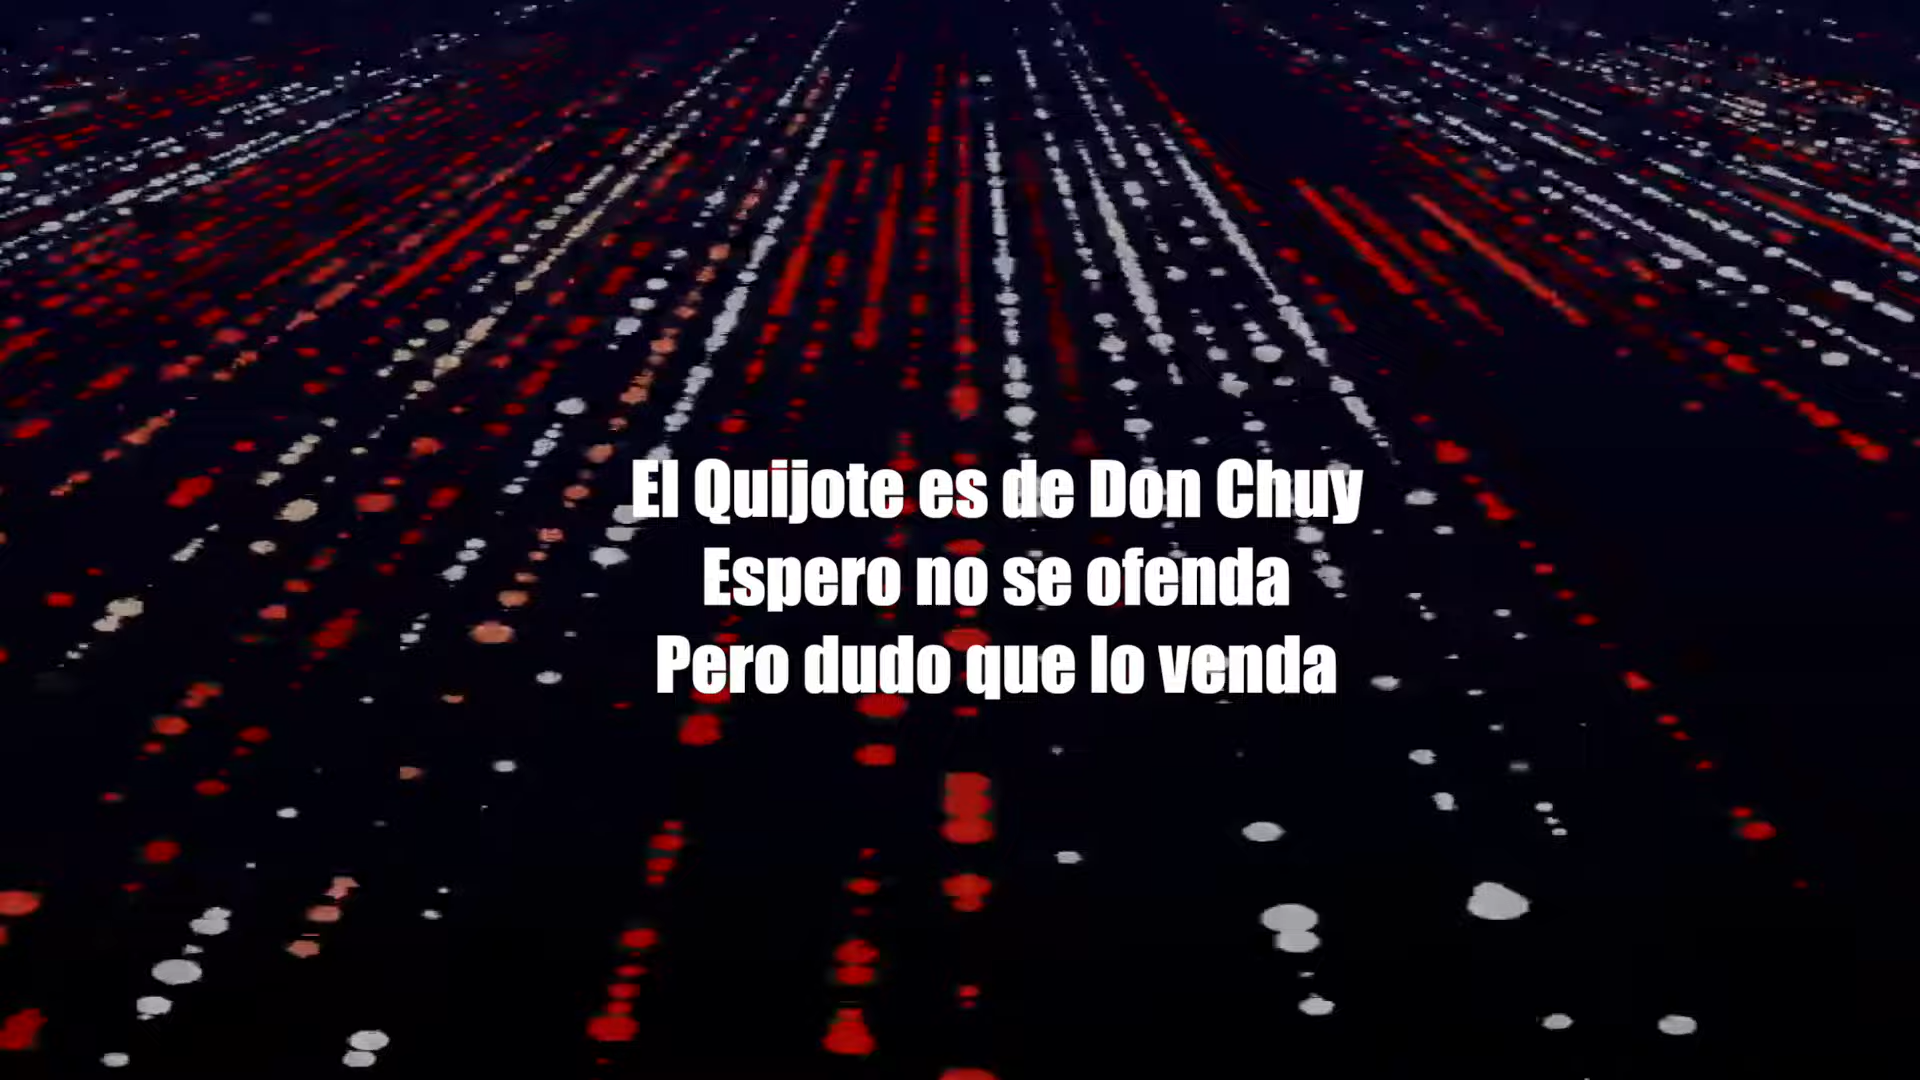 El Quijote es de Don Chuy
Espero no se ofenda
Pero dudo que lo venda